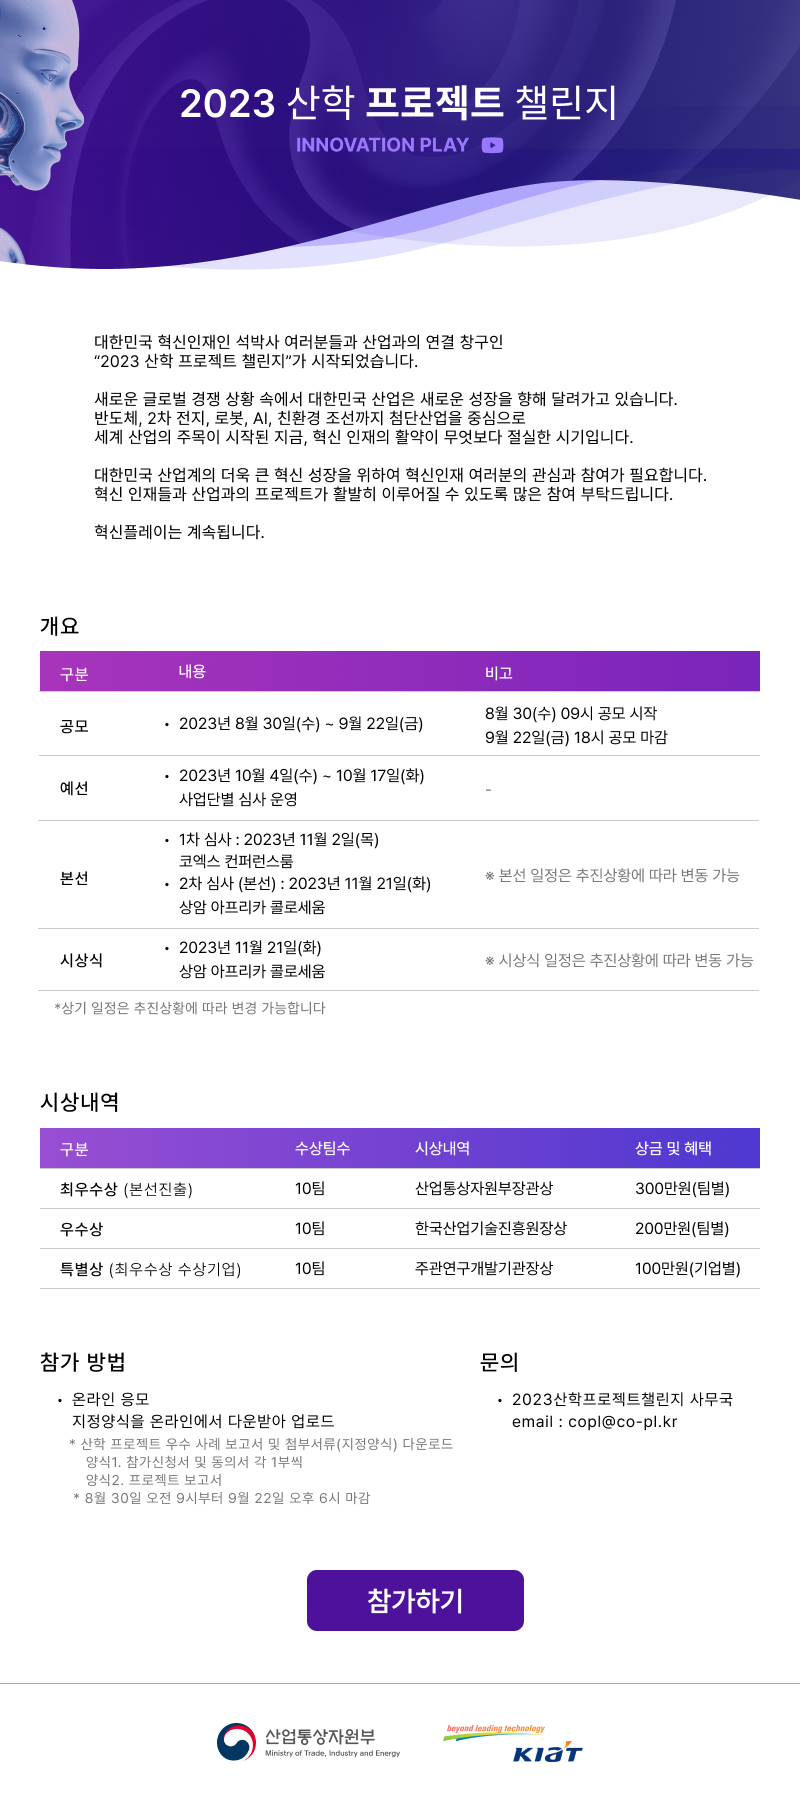 2023 산학 프로젝트 챌린지
INNOVATION PLAY
대한민국 혁신인재인 석박사 여러분들과 산업과의 연결 창구인
“2023 산학 프로젝트 챌린지”가 시작되었습니다.
새로운 글로벌 경쟁 상황 속에서 대한민국 산업은 새로운 성장을 향해 달려가고 있습니다.
반도체, 2차 전지, 로봇, AI, 친환경 조선까지 첨단산업을 중심으로
세계 산업의 주목이 시작된 지금, 혁신 인재의 활약이 무엇보다 절실한 시기입니다.
대한민국 산업계의 더욱 큰 혁신 성장을 위하여 혁신인재 여러분의 관심과 참여가 필요합니다.
혁신 인재들과 산업과의 프로젝트가 활발히 이루어질 수 있도록 많은 참여 부탁드립니다.
혁신플레이는 계속됩니다.
개요
구분 내용 비고
공모 • 2023년 8월 30일(수) ~ 9월 22일(금) 8월 30(수) 09시 공모 시작
9월 22일(금) 18시 공모 마감
예선 • 2023년 10월 4일(수) ~ 10월 17일(화) -
사업단별 심사 운영
본선 • 1차 심사 : 2023년 11월 2일(목)
코엑스 컨퍼런스룸
• 2차 심사 (본선) : 2023년 11월 21일(화) ※ 본선 일정은 추진상황에 따라 변동 가능
상암 아프리카 콜로세움
시상식 • 2023년 11월 21일(화) ※ 시상식 일정은 추진상황에 따라 변동 가능
상암 아프리카 콜로세움
*상기 일정은 추진상황에 따라 변경 가능합니다
시상내역
구분 수상팀수 시상내역 상금 및 혜택
최우수상 (본선진출) 10팀 산업통상자원부장관상 300만원(팀별)
우수상 10팀 한국산업기술진흥원장상 200만원(팀별)
특별상 (최우수상 수상기업) 10팀 주관연구개발기관장상 100만원(기업별)
참가 방법
• 온라인 응모
지정양식을 온라인에서 다운받아 업로드
* 산학 프로젝트 우수 사례 보고서 및 첨부서류(지정양식) 다운로드
양식1. 참가신청서 및 동의서 각 1부씩
양식2. 프로젝트 보고서
* 8월 30일 오전 9시부터 9월 22일 오후 6시 마감
문의
• 2023산학프로젝트챌린지 사무국
email : copl@co-pl.kr
참가하기
산업통상자원부
Ministry of Trade, Industry and Energy
beyond leading technology
KIAT